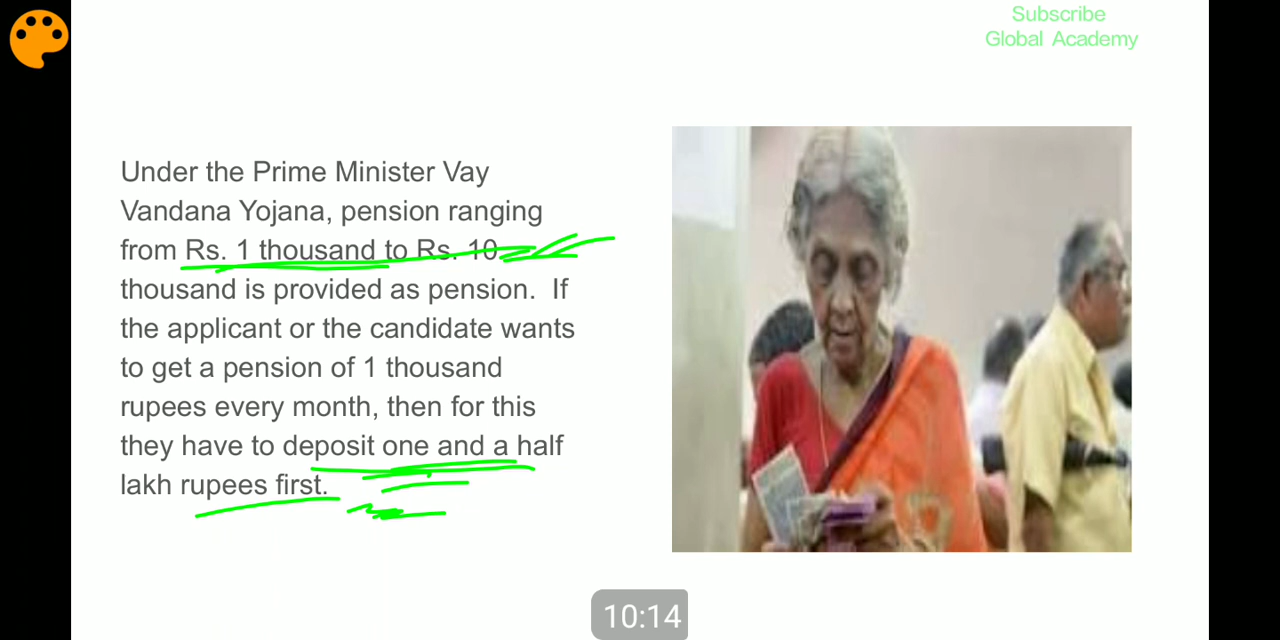 Subscribe
Global Academy
Under the Prime Minister Vay
Vandana Yojana, pension ranging
from Rs. 1 thousand to Rs. 10
thousand is provided as pension. If
the applicant or the candidate wants
to get a pension of 1 thousand
rupees every month, then for this
they have to deposit one and a half
lakh rupees first.
10:14